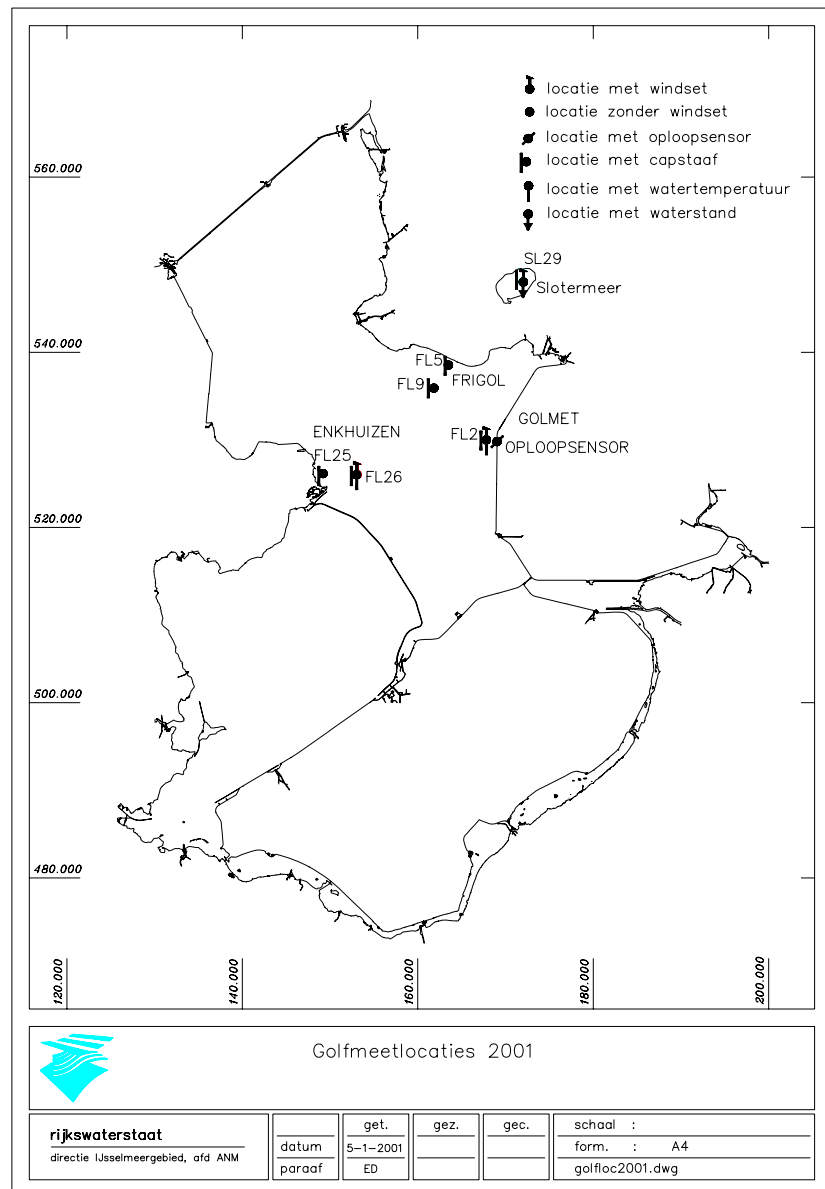 locatie met windset
locatie zonder windset
locatie met oploopsensor
locatie met capstaaf
locatie met watertemperatuur
locatie met waterstand
560.000
SL29
Slotermeer
540.000
FL5
FRIGOL
FL9
GOLMET
ENKHUIZEN
FL2
OPLOOPSENSOR
FL25
FL26
520.000
500.000
480.000
120.000
140.000
160.000
180.000
200.000
Golfmeetlocaties 2001
rijkswaterstaat
directie IJsselmeergebied, afd ANM
get. gez. gec.
datum 5-1-2001
paraaf ED
schaal :
form. : A4
golfloc2001.dwg